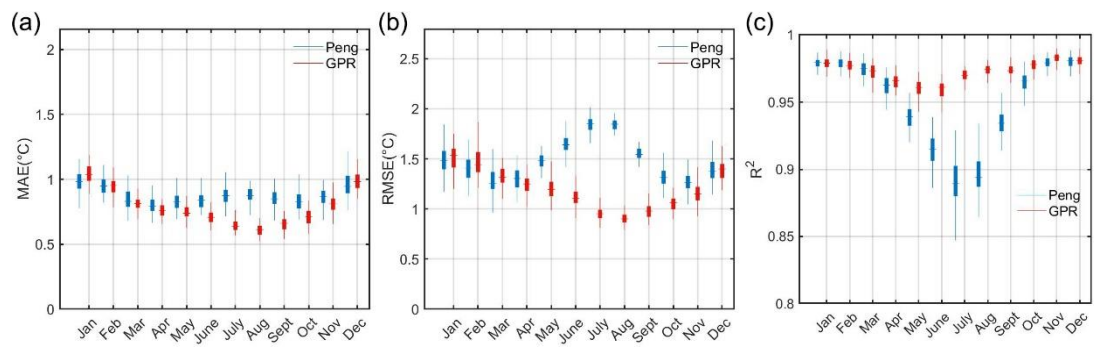 (a)
MAE(°C)
2
1.5
1
0.5
0
Peng
GPR
Jan
Feb
Mar
Apr
May
June
July
Aug
Sept
Oct
Nov
Dec
(b)
RMSE(°C)
2.5
2
1.5
1
0.5
0
Peng
GPR
Jan
Feb
Mar
Apr
May
June
July
Aug
Sept
Oct
Nov
Dec
(c)
R²
1
0.95
0.9
0.85
0.8
Peng
GPR
Jan
Feb
Mar
Apr
May
June
July
Aug
Sept
Oct
Nov
Dec